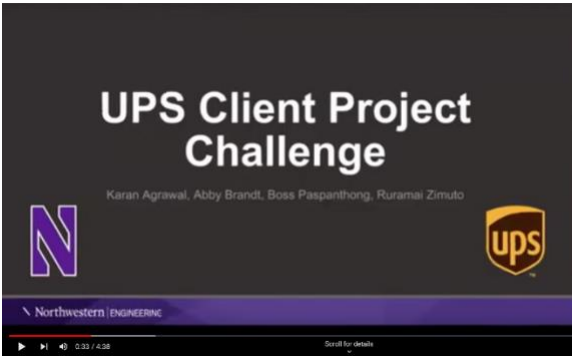 UPS Client Project
Challenge
Karan Agrawal, Abby Brandt, Boss Paspanthong, Ruramai Zimuto
N
ups
TM
Northwestern | ENGINEERING
0:33 / 4:38
Scroll for details